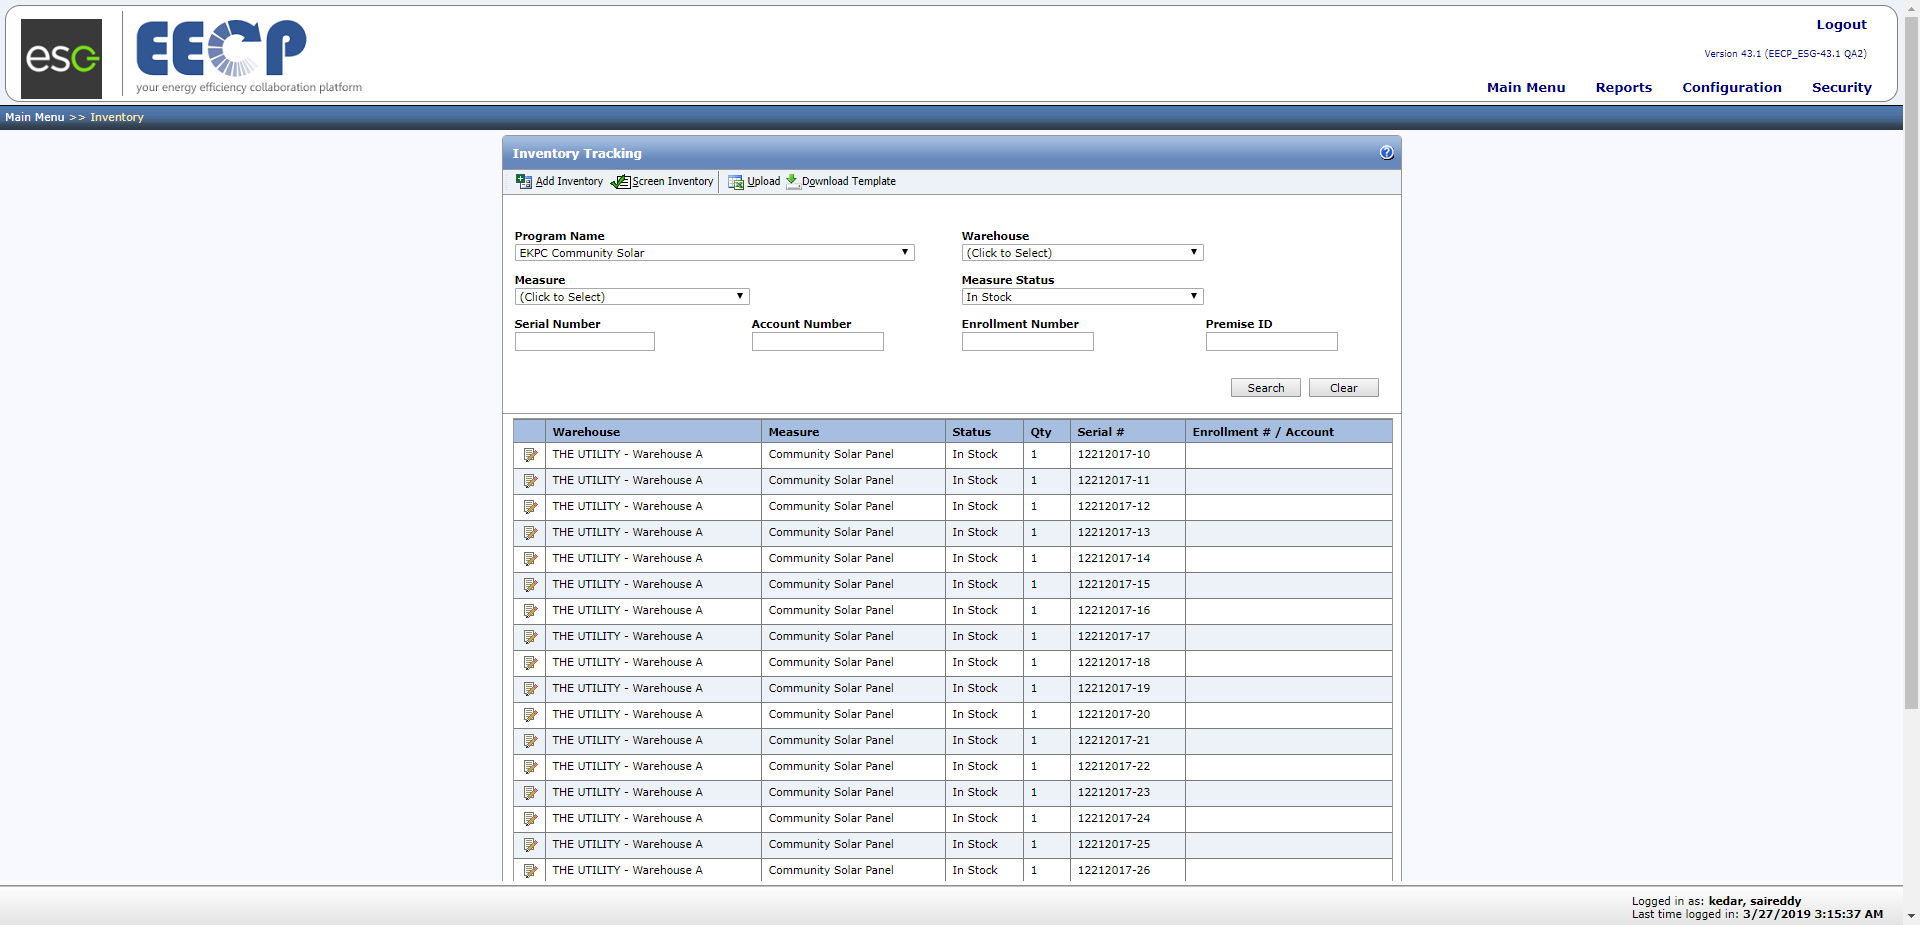 esg
EECP
your energy efficiency collaboration platform
Logout
Version 43.1 (EECP_ESG-43.1 QA2)
Main Menu Reports Configuration Security
Main Menu >> Inventory
Inventory Tracking ?
Add Inventory Screen Inventory Upload Download Template
Program Name Warehouse
EKPC Community Solar (Click to Select)
Measure Measure Status
(Click to Select) In Stock
Serial Number Account Number Enrollment Number Premise ID
Search Clear
Warehouse Measure Status Qty Serial # Enrollment # / Account
THE UTILITY - Warehouse A Community Solar Panel In Stock 1 12212017-10
THE UTILITY - Warehouse A Community Solar Panel In Stock 1 12212017-11
THE UTILITY - Warehouse A Community Solar Panel In Stock 1 12212017-12
THE UTILITY - Warehouse A Community Solar Panel In Stock 1 12212017-13
THE UTILITY - Warehouse A Community Solar Panel In Stock 1 12212017-14
THE UTILITY - Warehouse A Community Solar Panel In Stock 1 12212017-15
THE UTILITY - Warehouse A Community Solar Panel In Stock 1 12212017-16
THE UTILITY - Warehouse A Community Solar Panel In Stock 1 12212017-17
THE UTILITY - Warehouse A Community Solar Panel In Stock 1 12212017-18
THE UTILITY - Warehouse A Community Solar Panel In Stock 1 12212017-19
THE UTILITY - Warehouse A Community Solar Panel In Stock 1 12212017-20
THE UTILITY - Warehouse A Community Solar Panel In Stock 1 12212017-21
THE UTILITY - Warehouse A Community Solar Panel In Stock 1 12212017-22
THE UTILITY - Warehouse A Community Solar Panel In Stock 1 12212017-23
THE UTILITY - Warehouse A Community Solar Panel In Stock 1 12212017-24
THE UTILITY - Warehouse A Community Solar Panel In Stock 1 12212017-25
THE UTILITY - Warehouse A Community Solar Panel In Stock 1 12212017-26
Logged in as: kedar, saireddy
Last time logged in: 3/27/2019 3:15:37 AM